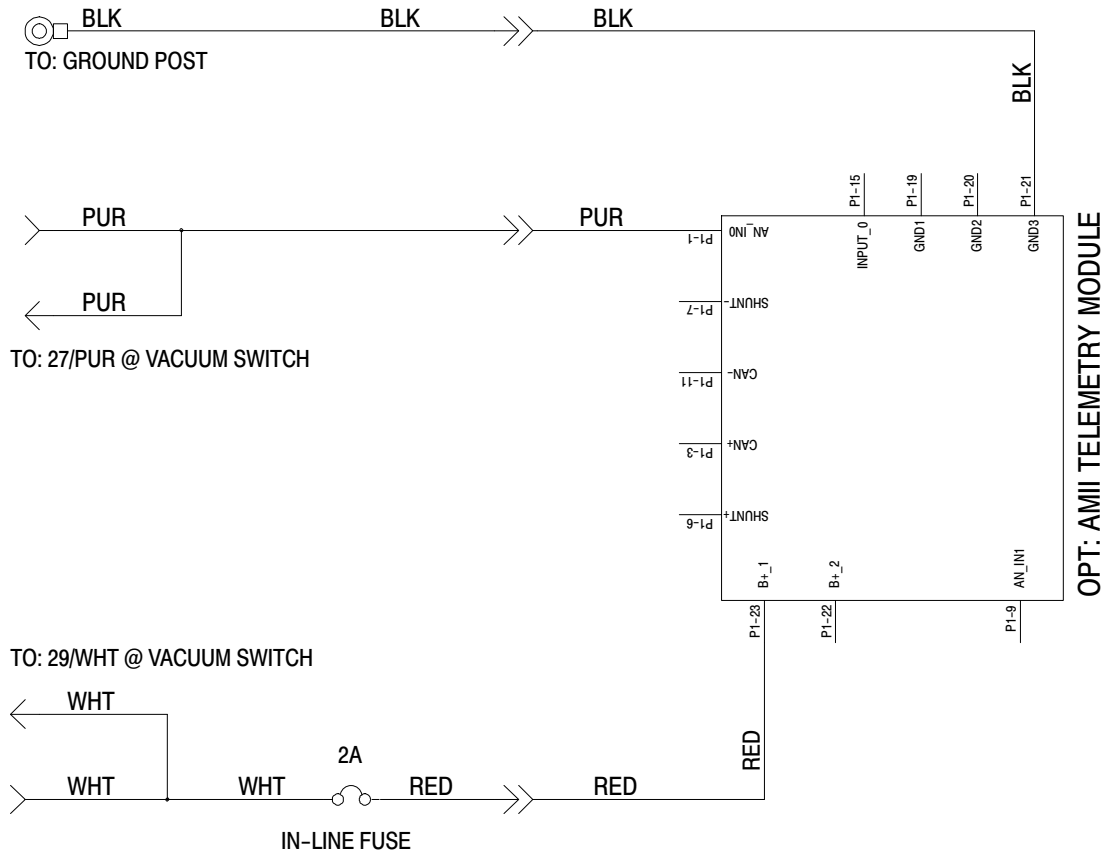 BLK BLK BLK
TO: GROUND POST
BLK
P1-15 P1-19 P1-20 P1-21
INPUT_0 GND1 GND2 GND3
PUR PUR
P1-1 AN_IN0
PUR
P1-7 SHUNT-
TO: 27/PUR @ VACUUM SWITCH
P1-11 CAN-
P1-3 CAN+
P1-6 SHUNT+
OPT: AMII TELEMETRY MODULE
B+_1 B+_2 AN_IN1
P1-23 P1-22 P1-9
TO: 29/WHT @ VACUUM SWITCH
WHT
2A
RED
WHT WHT RED RED
IN-LINE FUSE